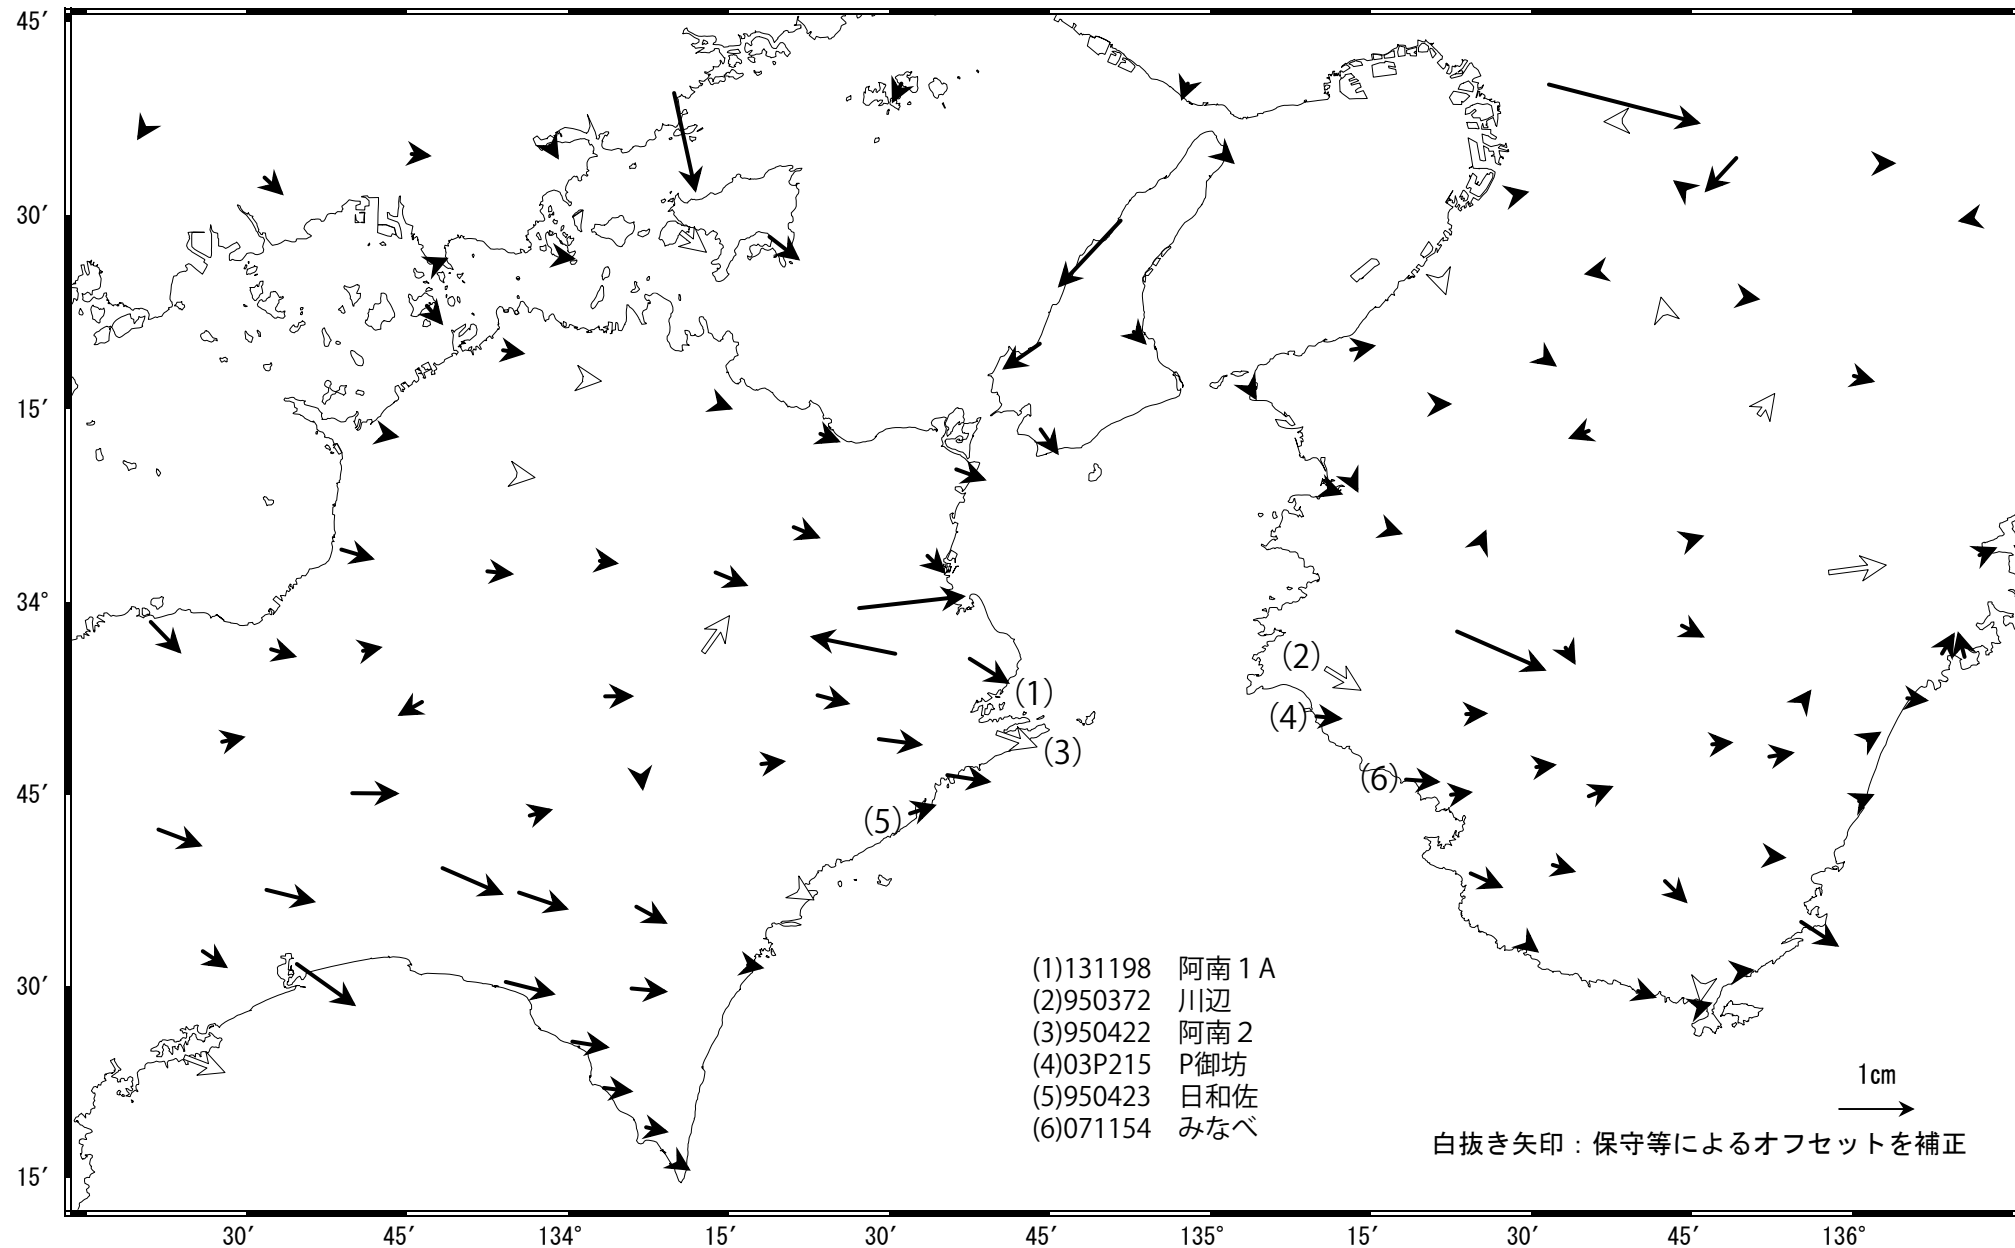 45′
30′
15′
34°
45′
30′
15′
(2)
(1)
(4)
(3)
(6)
(5)
(1)131198 阿南１A
(2)950372 川辺
(3)950422 阿南２
(4)03P215 P御坊
(5)950423 日和佐
(6)071154 みなべ
1cm
白抜き矢印：保守等によるオフセットを補正
30′ 45′ 134° 15′ 30′ 45′ 135° 15′ 30′ 45′ 136°